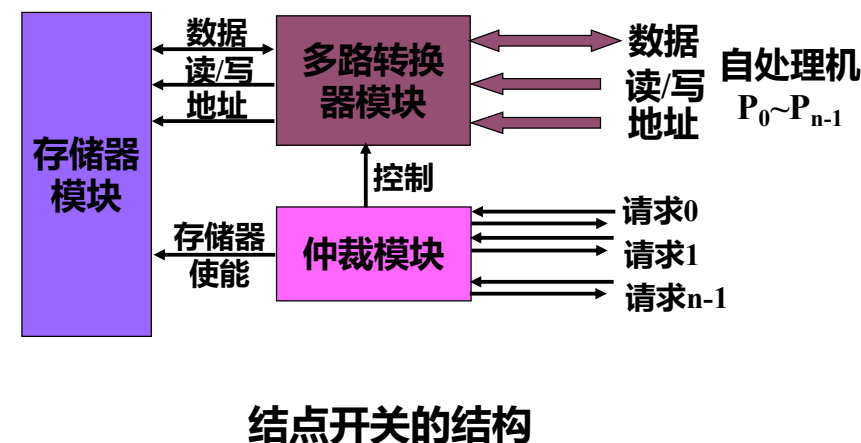 数据
读/写
地址
多路转换
器模块
数据
读/写
地址
自处理机
P₀~Pₙ₋₁
存储器
模块
控制
存储器
使能
仲裁模块
请求0
请求1
请求n-1
结点开关的结构